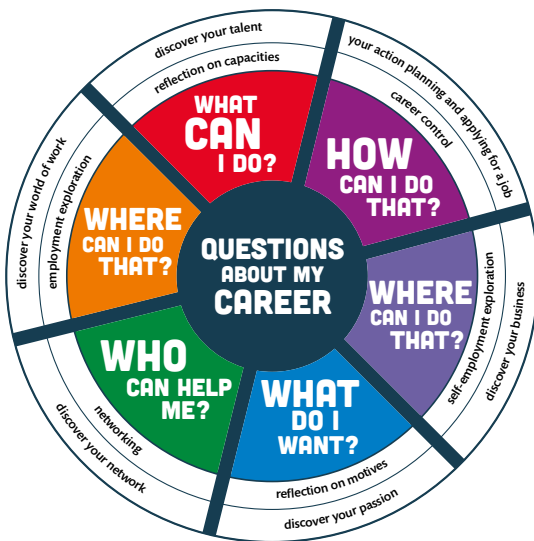 QUESTIONS
ABOUT MY
CAREER
discover your talent
reflection on capacities
WHAT
CAN
I DO?
your action planning and applying for a job
career control
HOW
CAN I DO
THAT?
discover your business
self-employment exploration
WHERE
CAN I DO
THAT?
WHAT
DO I
WANT?
reflection on motives
discover your passion
WHO
CAN HELP
ME?
networking
discover your network
discover your world of work
employment exploration
WHERE
CAN I DO
THAT?